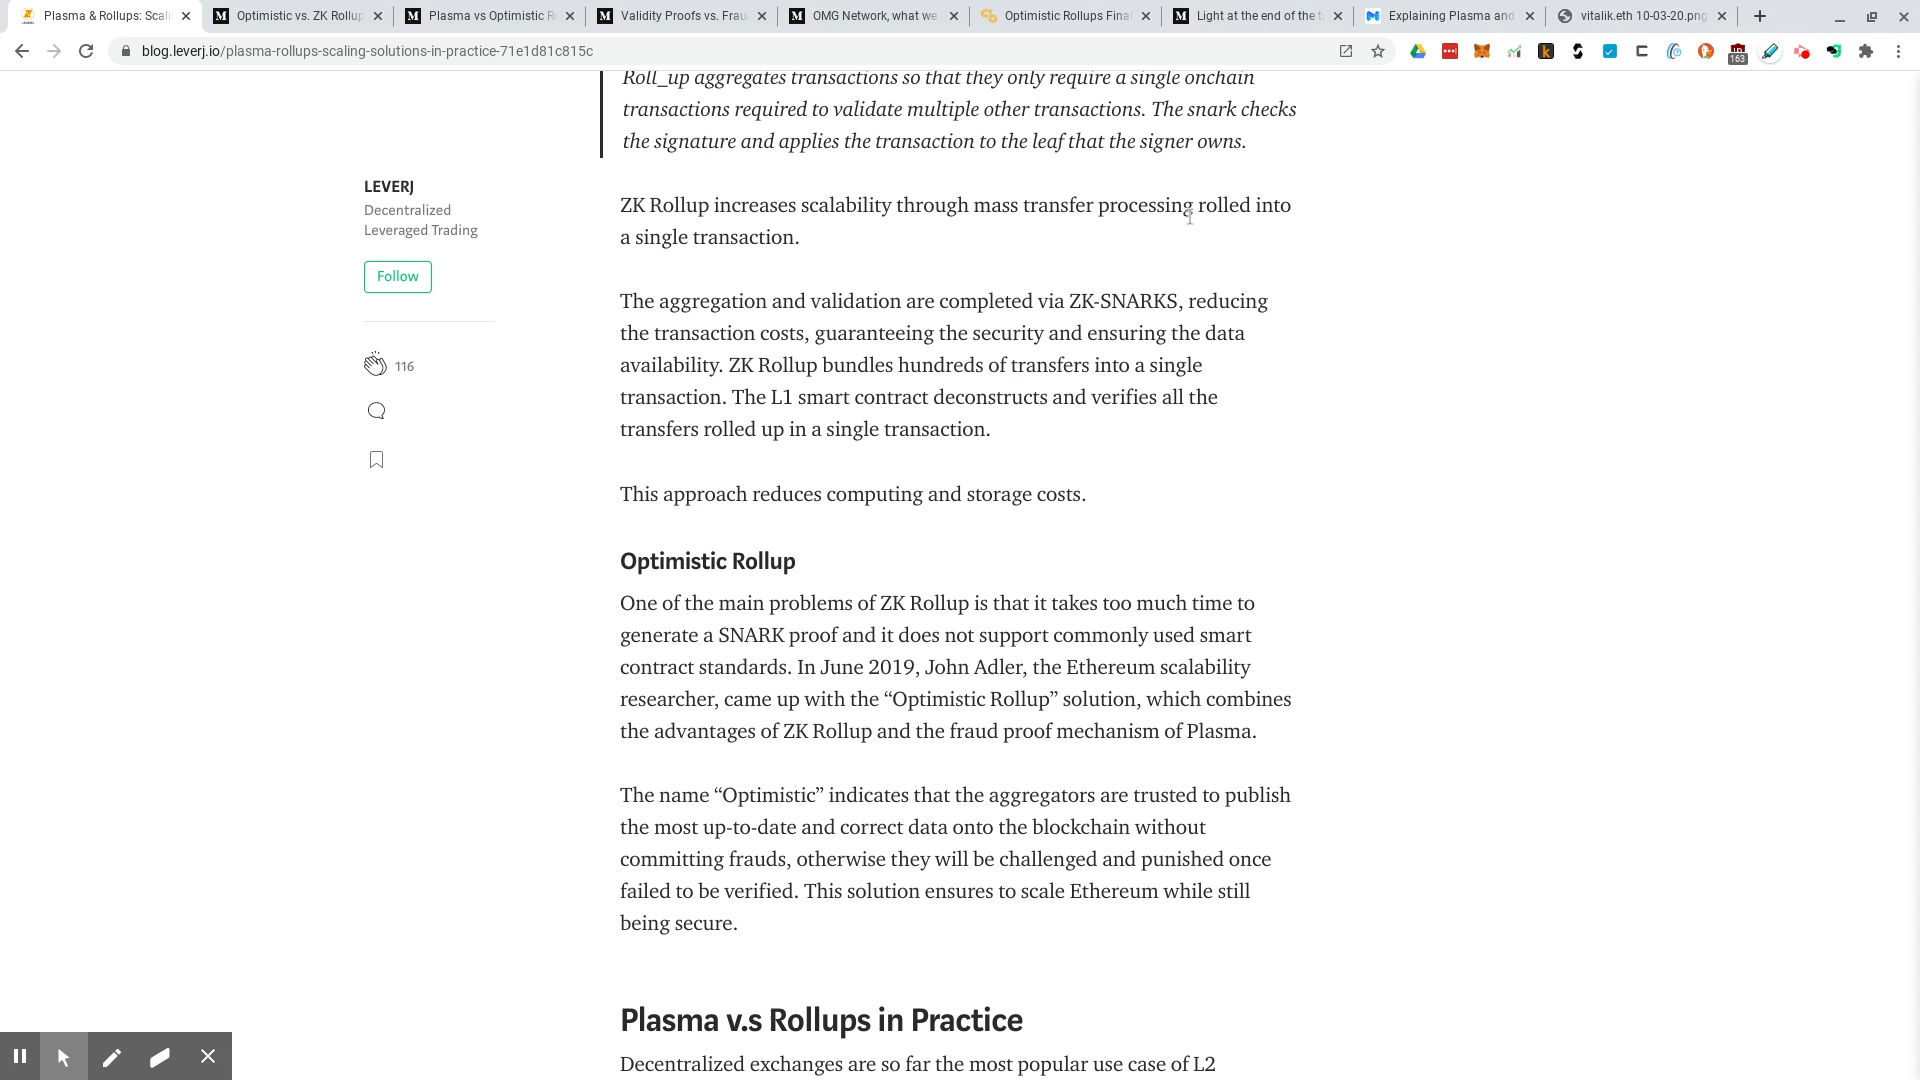 Plasma & Rollups: Scali
Optimistic vs. ZK Rollup
Plasma vs Optimistic R
Validity Proofs vs. Frau
OMG Network, what we
Optimistic Rollups Final
Light at the end of the t
Explaining Plasma and
vitalik.eth 10-03-20.png
blog.leverj.io/plasma-rollups-scaling-solutions-in-practice-71e1d81c815c
163
Roll_up aggregates transactions so that they only require a single onchain
transactions required to validate multiple other transactions. The snark checks
the signature and applies the transaction to the leaf that the signer owns.
LEVERJ
Decentralized
Leveraged Trading
Follow
116
ZK Rollup increases scalability through mass transfer processing rolled into
a single transaction.
The aggregation and validation are completed via ZK-SNARKS, reducing
the transaction costs, guaranteeing the security and ensuring the data
availability. ZK Rollup bundles hundreds of transfers into a single
transaction. The L1 smart contract deconstructs and verifies all the
transfers rolled up in a single transaction.
This approach reduces computing and storage costs.
Optimistic Rollup
One of the main problems of ZK Rollup is that it takes too much time to
generate a SNARK proof and it does not support commonly used smart
contract standards. In June 2019, John Adler, the Ethereum scalability
researcher, came up with the “Optimistic Rollup” solution, which combines
the advantages of ZK Rollup and the fraud proof mechanism of Plasma.
The name “Optimistic” indicates that the aggregators are trusted to publish
the most up-to-date and correct data onto the blockchain without
committing frauds, otherwise they will be challenged and punished once
failed to be verified. This solution ensures to scale Ethereum while still
being secure.
Plasma v.s Rollups in Practice
Decentralized exchanges are so far the most popular use case of L2